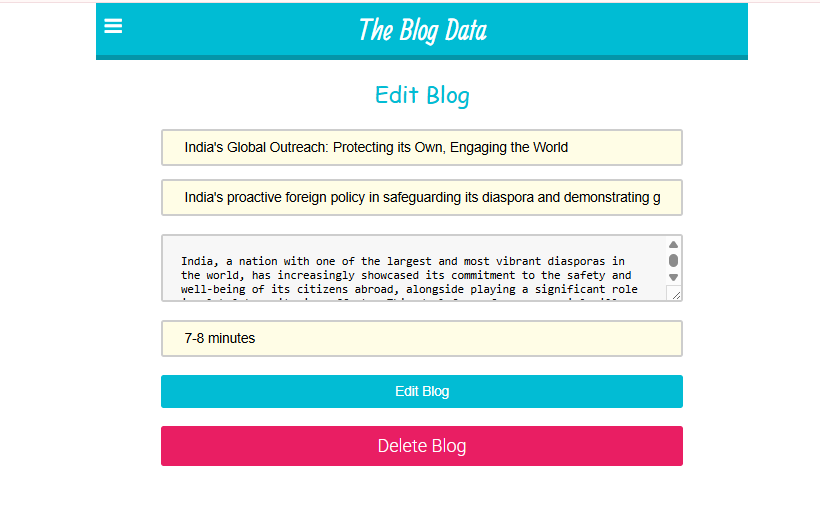 The Blog Data
Edit Blog
India's Global Outreach: Protecting its Own, Engaging the World
India's proactive foreign policy in safeguarding its diaspora and demonstrating g
India, a nation with one of the largest and most vibrant diasporas in
the world, has increasingly showcased its commitment to the safety and
well-being of its citizens abroad, alongside playing a significant role
7-8 minutes
Edit Blog
Delete Blog